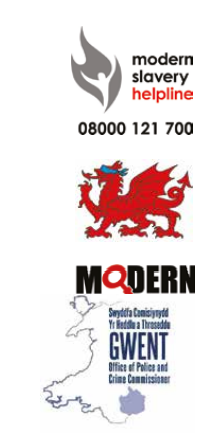 modern
slavery
helpline
08000 121 700
MODERN
Swyddfa Comisiynydd
Yr Heddlu a Throseddu
GWENT
Office of Police and
Crime Commissioner